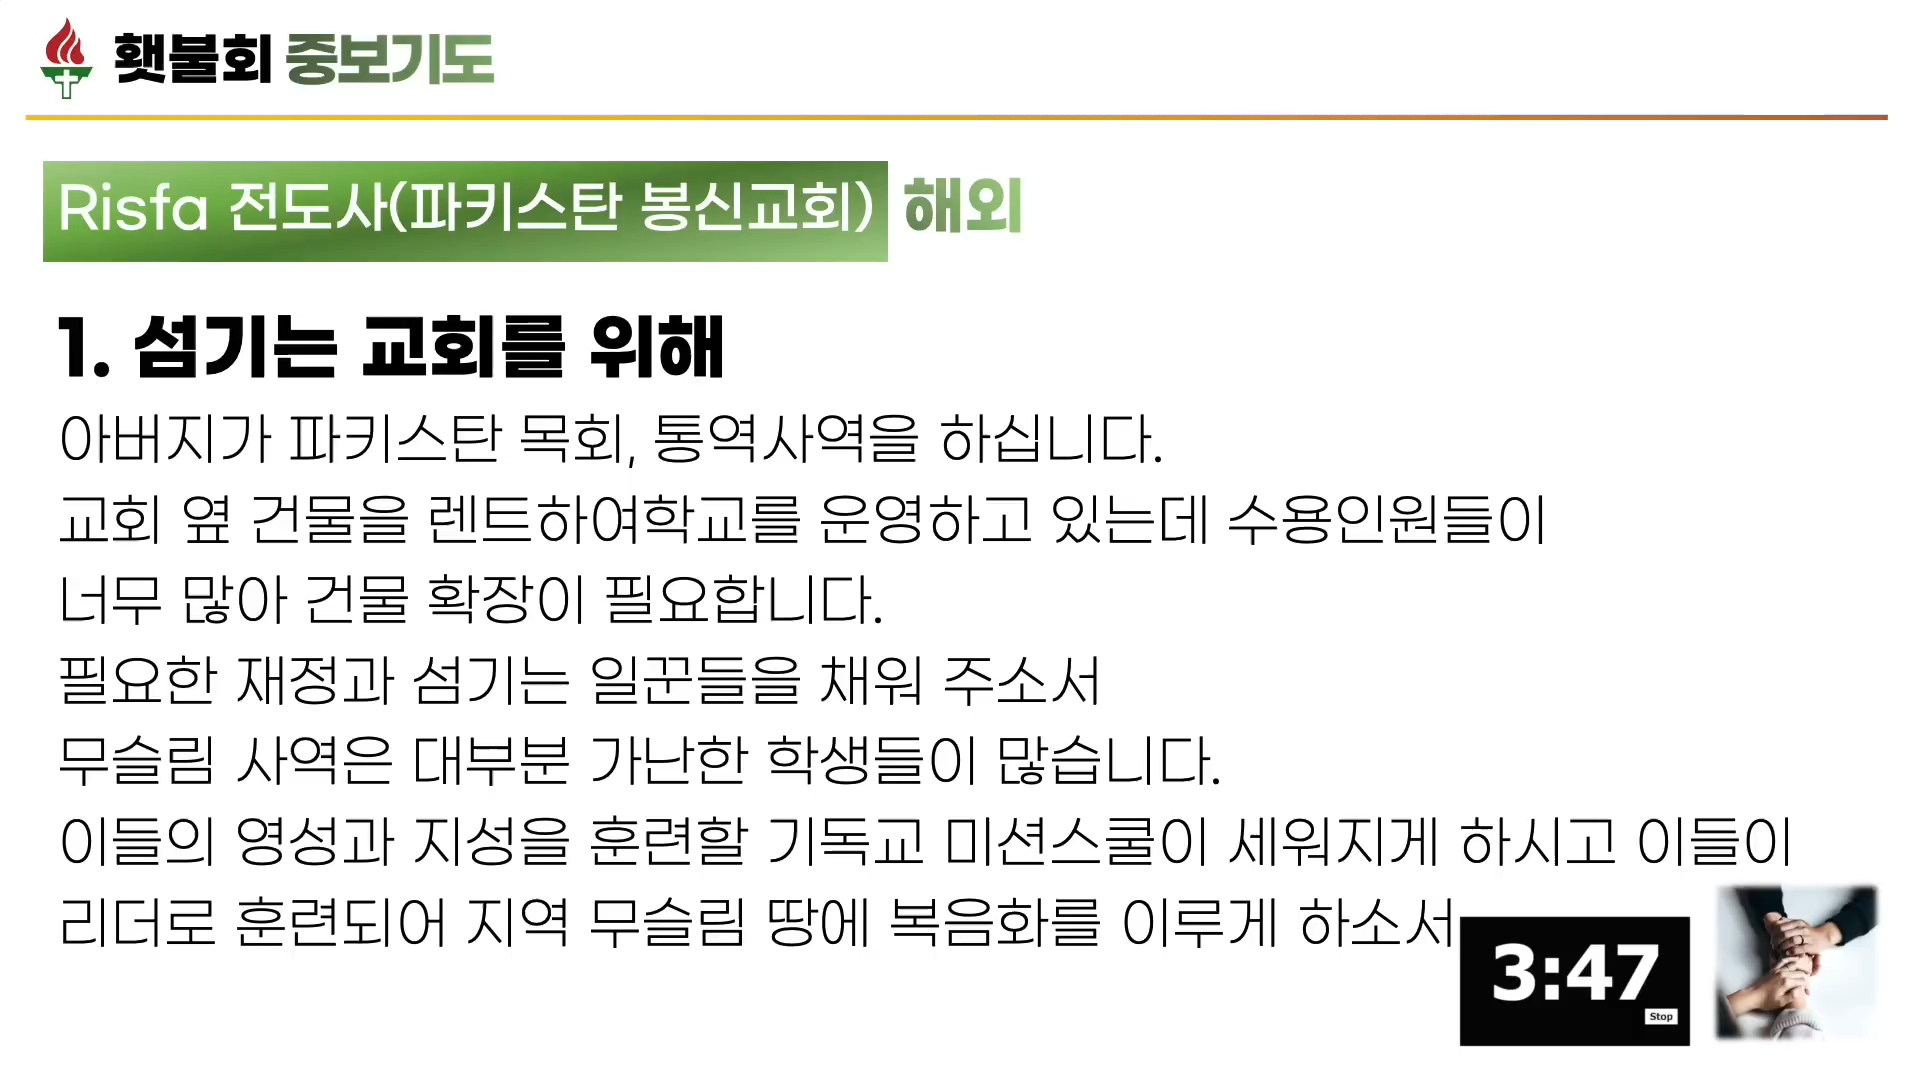 횃불회 중보기도
Risfa 전도사(파키스탄 봉신교회) 해외
1. 섬기는 교회를 위해
아버지가 파키스탄 목회, 통역사역을 하십니다.
교회 옆 건물을 렌트하여학교를 운영하고 있는데 수용인원들이
너무 많아 건물 확장이 필요합니다.
필요한 재정과 섬기는 일꾼들을 채워 주소서
무슬림 사역은 대부분 가난한 학생들이 많습니다.
이들의 영성과 지성을 훈련할 기독교 미션스쿨이 세워지게 하시고 이들이
리더로 훈련되어 지역 무슬림 땅에 복음화를 이루게 하소서
3:47
Stop